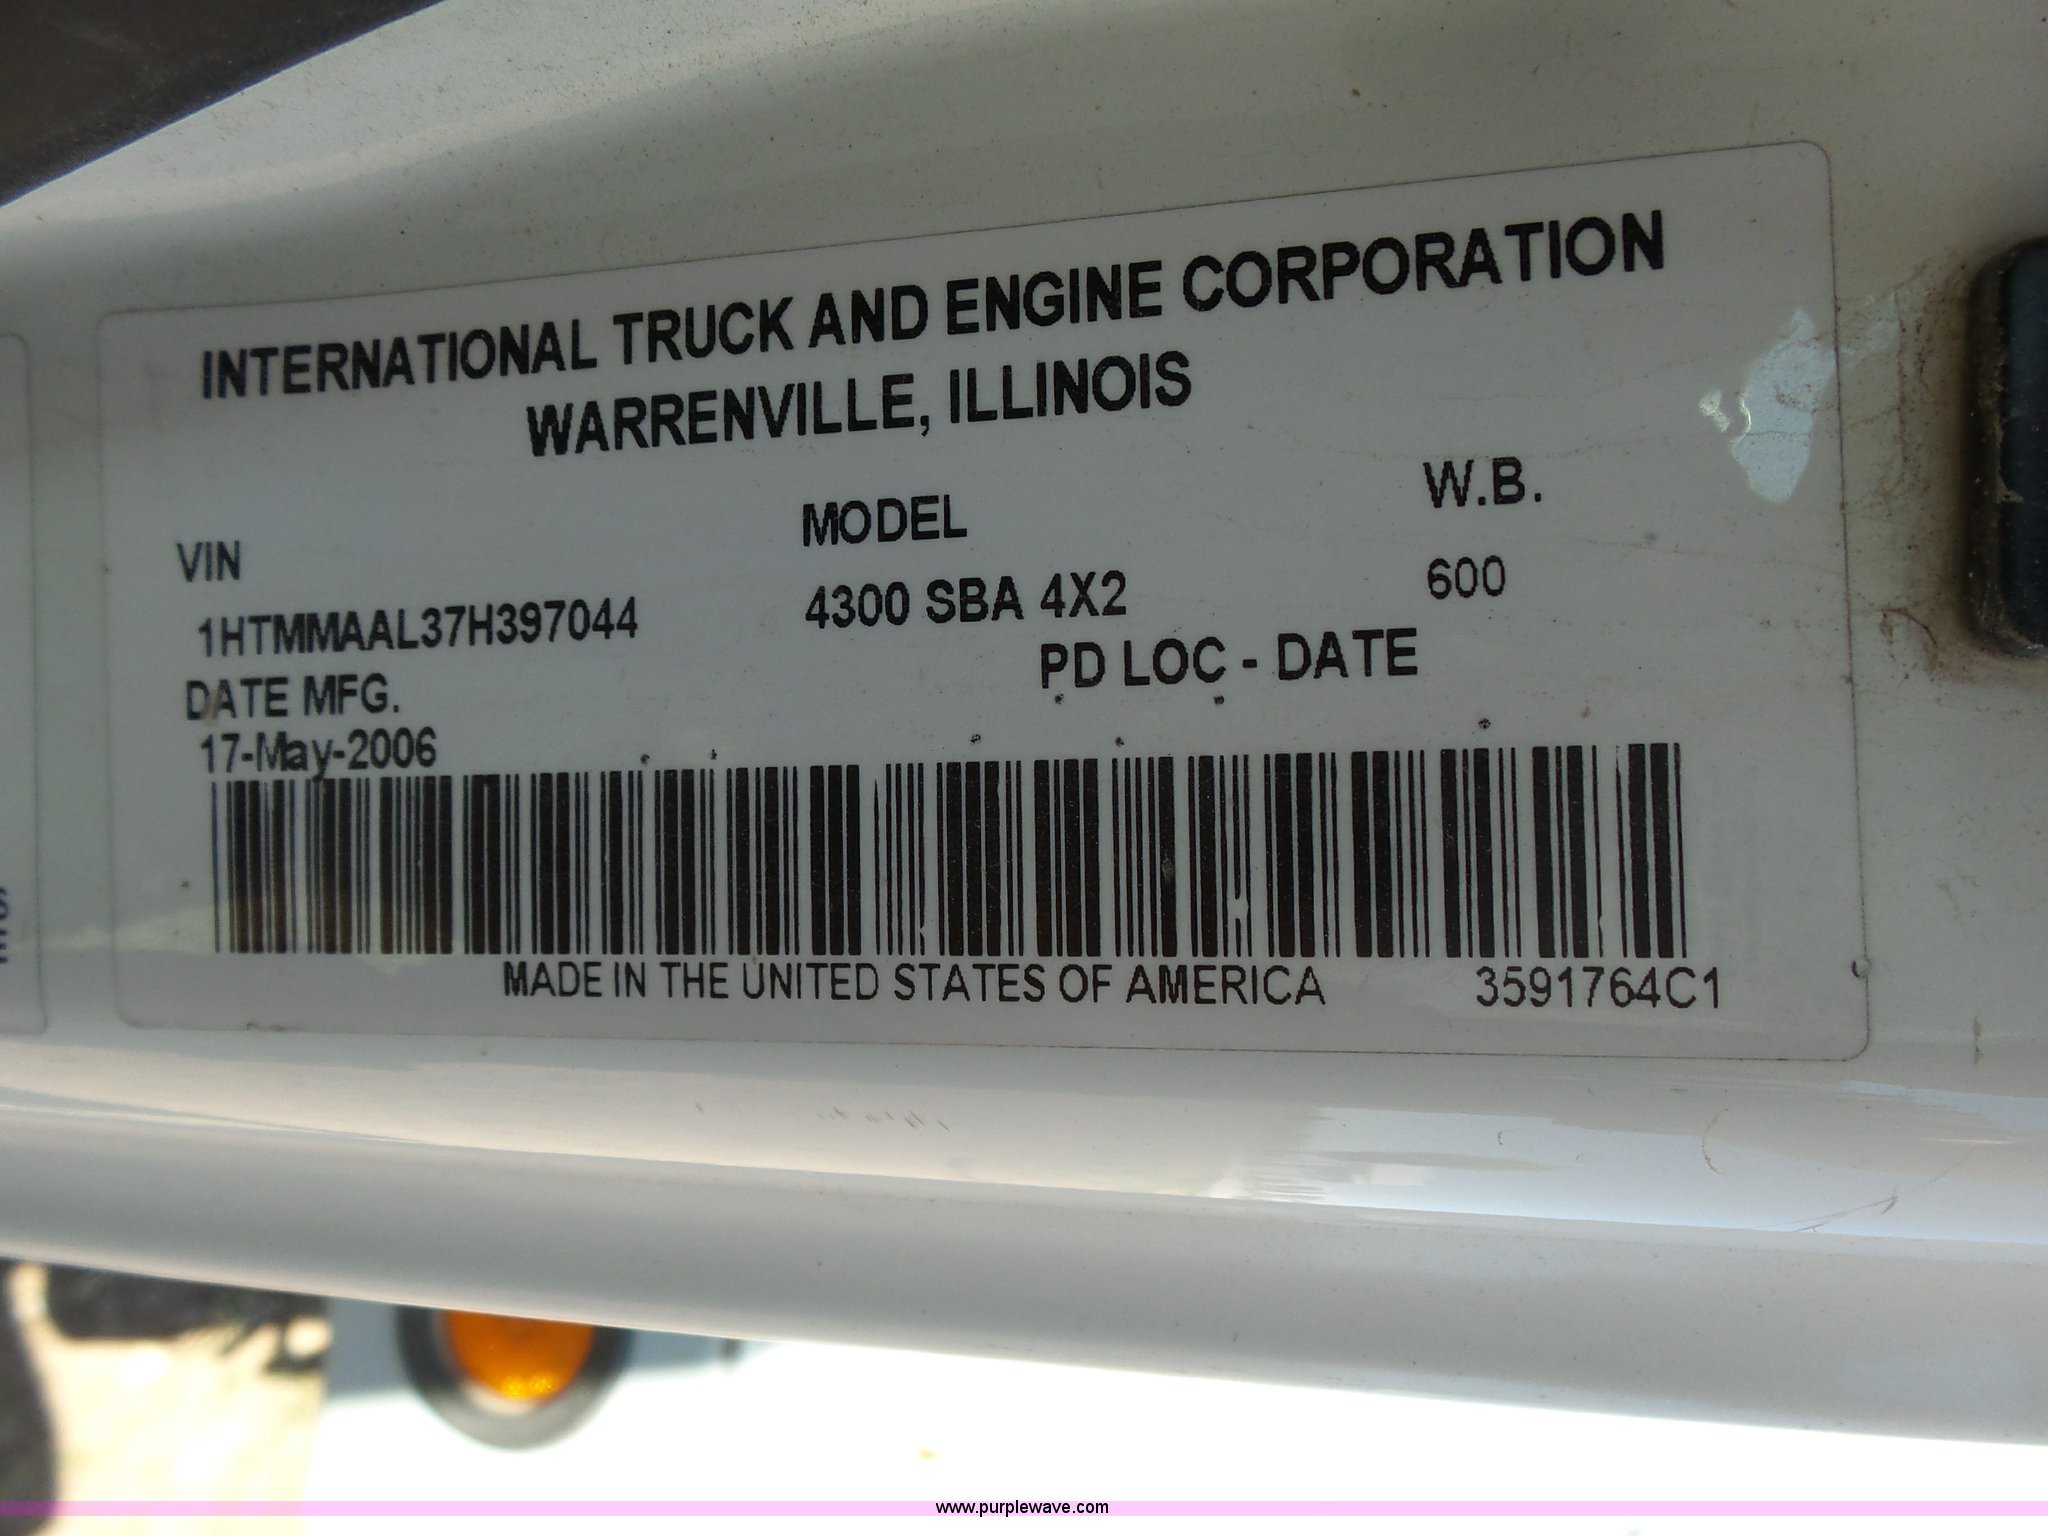 INTERNATIONAL TRUCK AND ENGINE CORPORATION
WARRENVILLE, ILLINOIS
VIN MODEL W.B.
1HTMMAAL37H397044 4300 SBA 4X2 600
DATE MFG. PD LOC - DATE
17-May-2006
MADE IN THE UNITED STATES OF AMERICA 3591764C1
www.purplewave.com